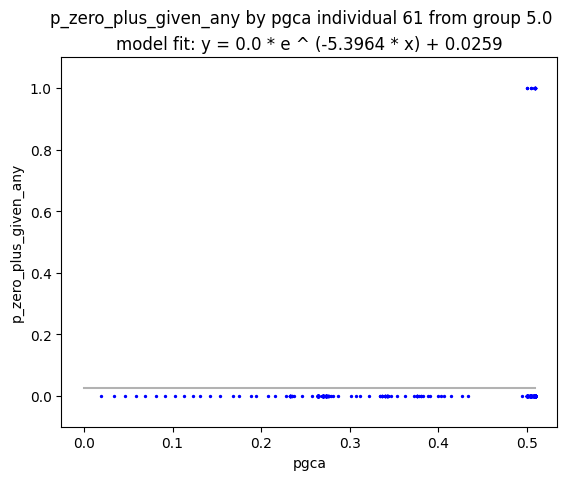 p_zero_plus_given_any by pgca individual 61 from group 5.0
model fit: y = 0.0 * e ^ (-5.3964 * x) + 0.0259
1.0
0.8
0.6
0.4
0.2
0.0
p_zero_plus_given_any
0.0 0.1 0.2 0.3 0.4 0.5
pgca